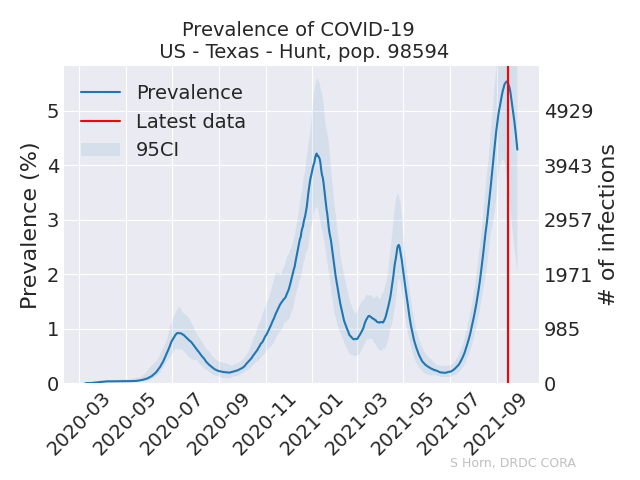 Prevalence of COVID-19
US - Texas - Hunt, pop. 98594
Prevalence
Latest data
95CI
Prevalence (%)
5
4
3
2
1
0
4929
3943
2957
1971
985
0
# of infections
2020-03
2020-05
2020-07
2020-09
2020-11
2021-01
2021-03
2021-05
2021-07
2021-09
S Horn, DRDC CORA